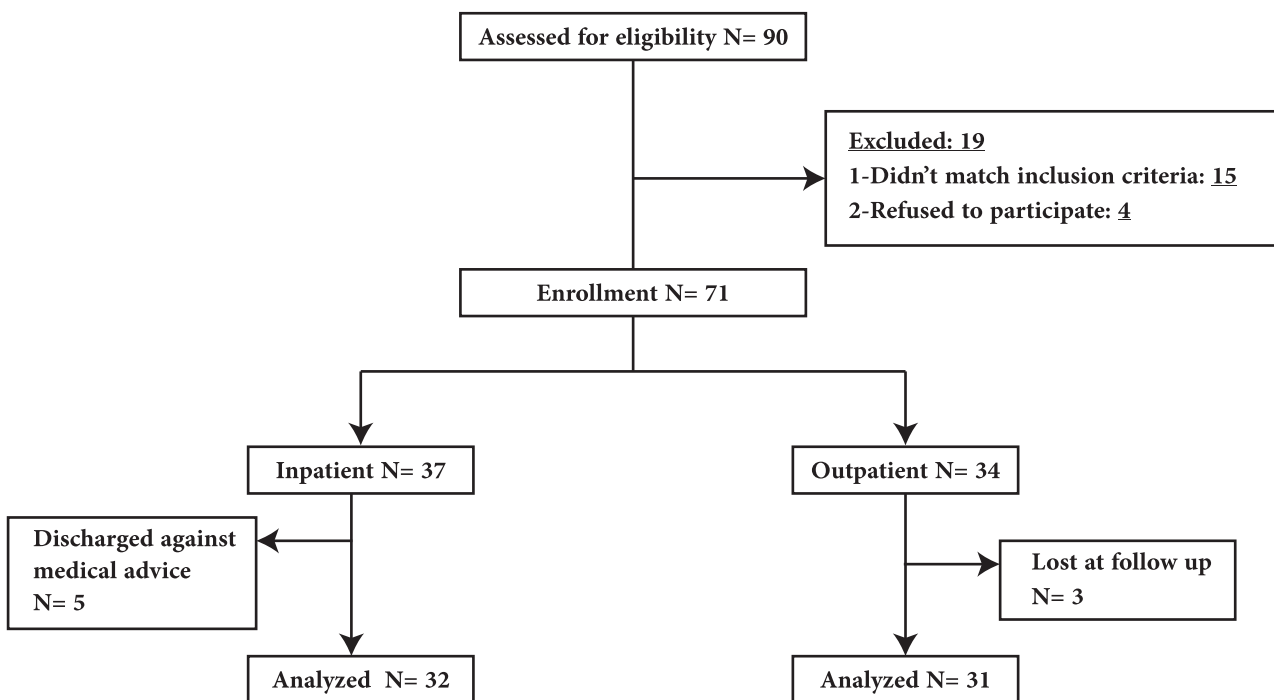 Assessed for eligibility N= 90
Excluded: 19
1-Didn’t match inclusion criteria: 15
2-Refused to participate: 4
Enrollment N= 71
Inpatient N= 37
Outpatient N= 34
Discharged against
medical advice
N= 5
Lost at follow up
N= 3
Analyzed N= 32
Analyzed N= 31